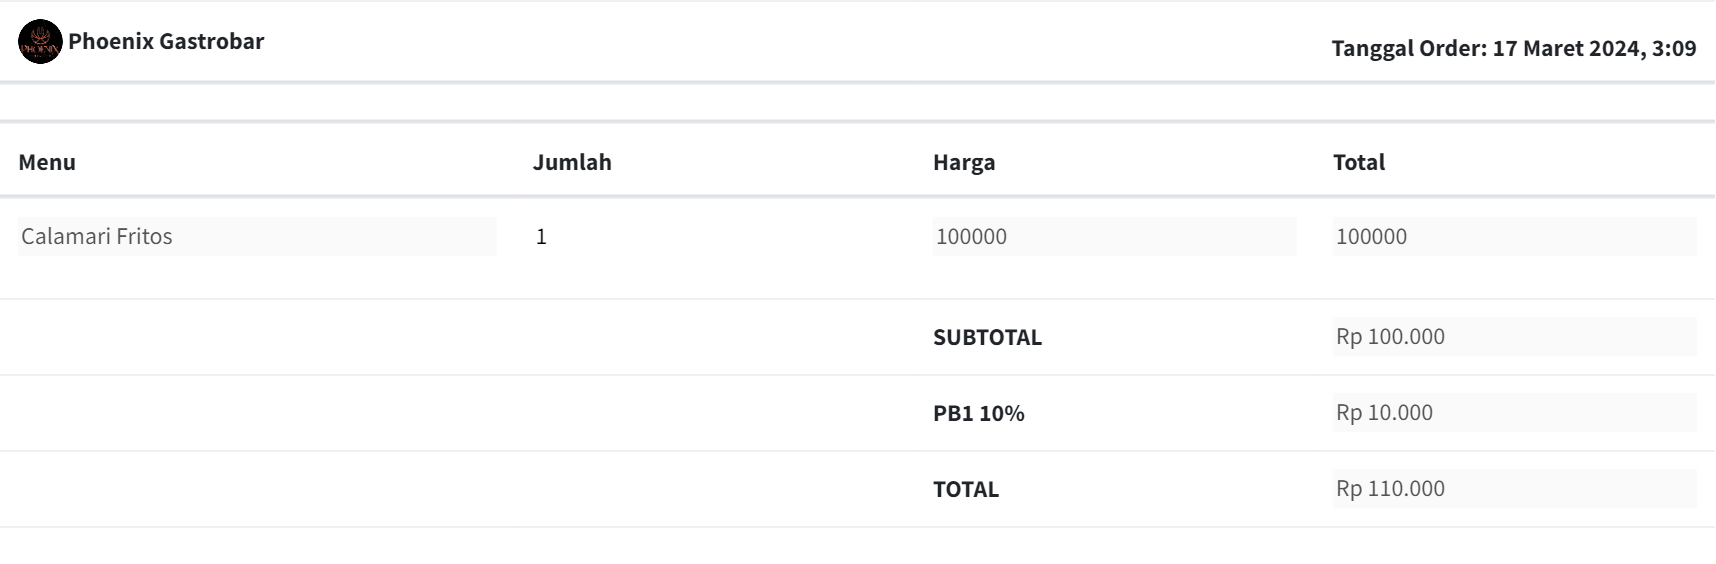 PHOENIX
Phoenix Gastrobar
Tanggal Order: 17 Maret 2024, 3:09
Menu Jumlah Harga Total
Calamari Fritos 1 100000 100000
SUBTOTAL Rp 100.000
PB1 10% Rp 10.000
TOTAL Rp 110.000